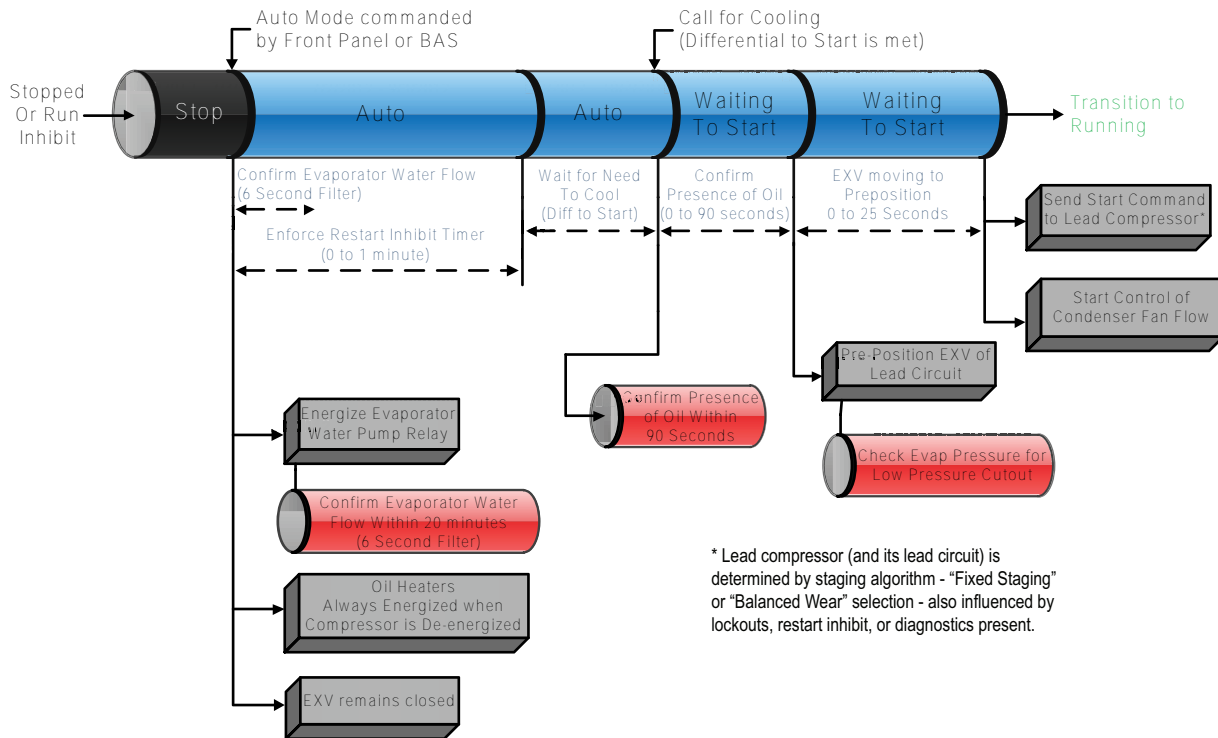 Auto Mode commanded
by Front Panel or BAS
Call for Cooling
(Differential to Start is met)
Stopped
Or Run
Inhibit
Stop
Auto
Auto
Waiting
To Start
Waiting
To Start
Transition to
Running
Confirm Evaporator Water Flow
(6 Second Filter)
Enforce Restart Inhibit Timer
(0 to 1 minute)
Wait for Need
To Cool
(Diff to Start)
Confirm
Presence of Oil
(0 to 90 seconds)
EXV moving to
Preposition
0 to 25 Seconds
Send Start Command
to Lead Compressor*
Start Control of
Condenser Fan Flow
Pre-Position EXV of
Lead Circuit
Check Evap Pressure for
Low Pressure Cutout
Confirm Presence
of Oil Within
90 Seconds
Energize Evaporator
Water Pump Relay
Confirm Evaporator Water
Flow Within 20 minutes
(6 Second Filter)
Oil Heaters
Always Energized when
Compressor is De-energized
EXV remains closed
* Lead compressor (and its lead circuit) is
determined by staging algorithm - “Fixed Staging”
or “Balanced Wear” selection - also influenced by
lockouts, restart inhibit, or diagnostics present.